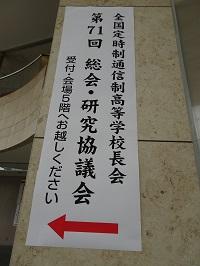 全国定時制通信制高等学校長会
第71回 総会・研究協議会
受付・会場５階へお越しください